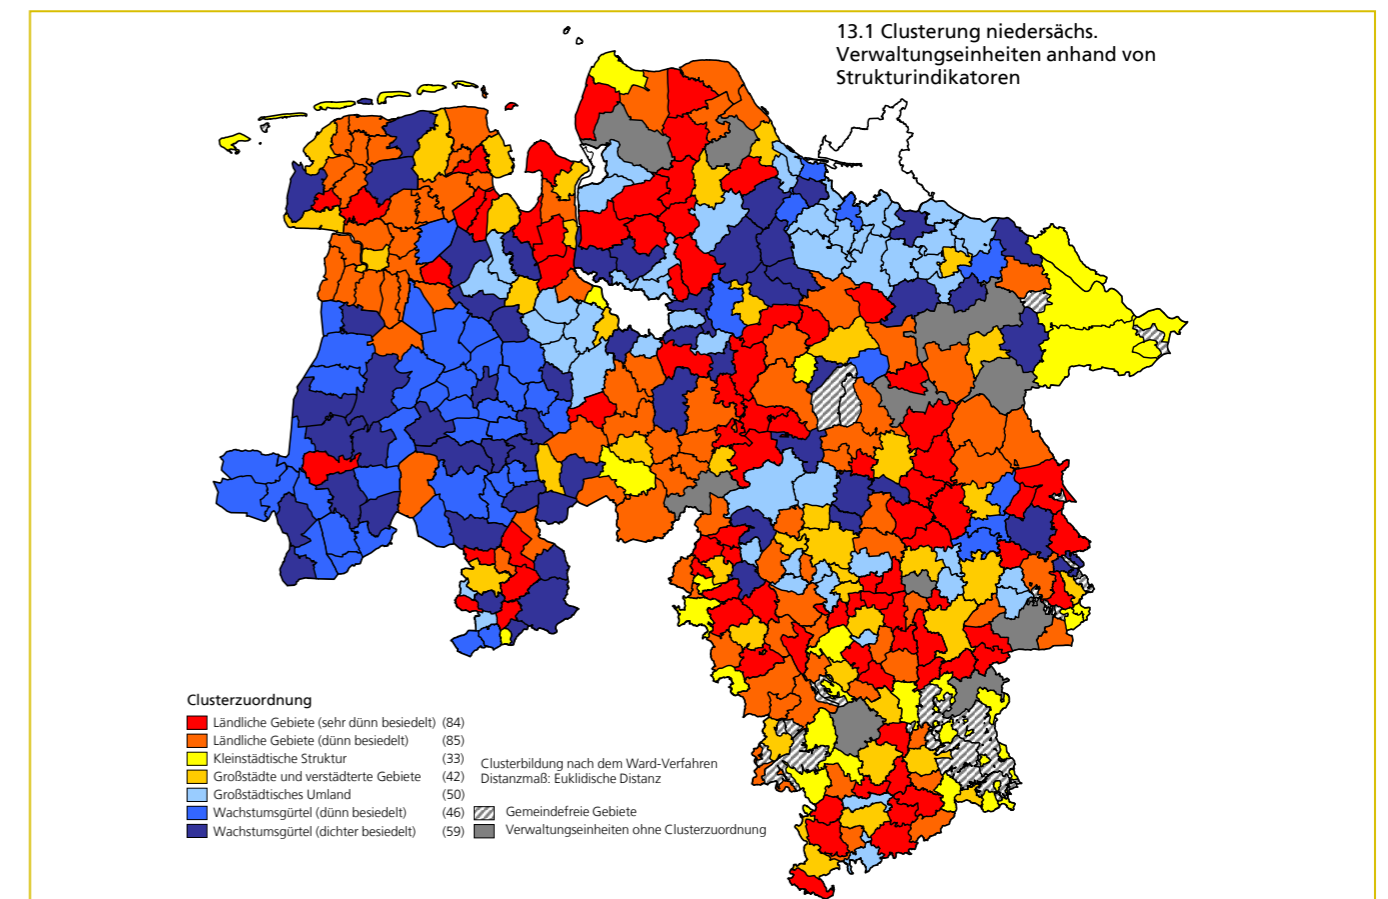 13.1 Clusterung niedersächs.
Verwaltungseinheiten anhand von
Strukturindikatoren
Clusterzuordnung
Ländliche Gebiete (sehr dünn besiedelt) (84)
Ländliche Gebiete (dünn besiedelt) (85)
Kleinstädtische Struktur (33)
Großstädte und verstädterte Gebiete (42)
Großstädtisches Umland (50)
Wachstumsgürtel (dünn besiedelt) (46)
Wachstumsgürtel (dichter besiedelt) (59)
Clusterbildung nach dem Ward-Verfahren
Distanzmaß: Euklidische Distanz
Gemeindefreie Gebiete
Verwaltungseinheiten ohne Clusterzuordnung